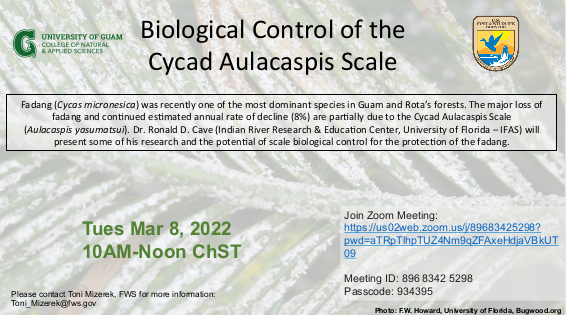 UNIVERSITY OF GUAM
COLLEGE OF NATURAL
& APPLIED SCIENCES
Biological Control of the
Cycad Aulacaspis Scale
U.S.
FISH & WILDLIFE
SERVICE
Fadang (Cycas micronesica) was recently one of the most dominant species in Guam and Rota's forests. The major loss of
fadang and continued estimated annual rate of decline (8%) are partially due to the Cycad Aulacaspis Scale
(Aulacaspis yasumatsui). Dr. Ronald D. Cave (Indian River Research & Education Center, University of Florida – IFAS) will
present some of his research and the potential of scale biological control for the protection of the fadang.
Tues Mar 8, 2022
10AM-Noon ChST
Join Zoom Meeting:
https://us02web.zoom.us/j/89683425298?
pwd=aTRpTlhpTUZ4Nm9qZFAxeHdjaVBkUT
09
Meeting ID: 896 8342 5298
Passcode: 934395
Please contact Toni Mizerek, FWS for more information:
Toni_Mizerek@fws.gov
Photo: F.W. Howard, University of Florida, Bugwood.org